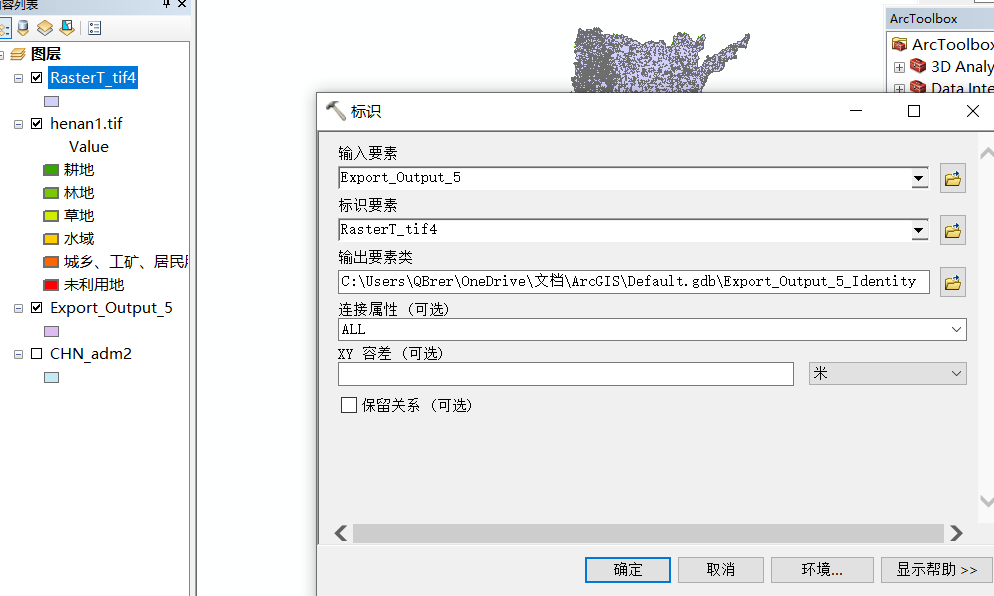 内容列表
图层
RasterT_tif4
henan1.tif
Value
耕地
林地
草地
水域
城乡、工矿、居民
未利用地
Export_Output_5
CHN_adm2
ArcToolbox
ArcToolbox
3D Analy
Data Inte
标识
输入要素
Export_Output_5
标识要素
RasterT_tif4
输出要素类
C:\Users\QBrer\OneDrive\文档\ArcGIS\Default.gdb\Export_Output_5_Identity
连接属性 (可选)
ALL
XY 容差 (可选)
米
保留关系 (可选)
确定
取消
环境...
显示帮助 >>